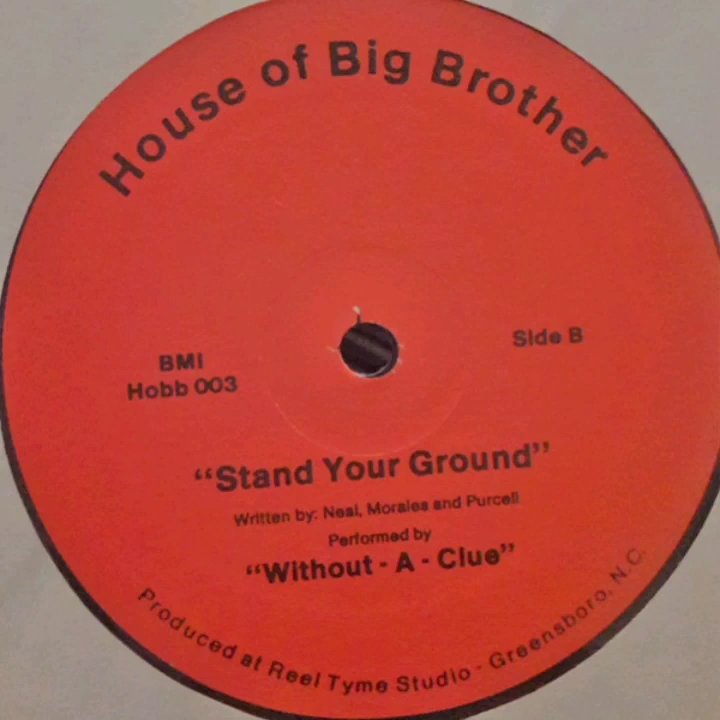 House of Big Brother
Side B
BMI
Hobb 003
“Stand Your Ground”
Written by: Neal, Morales and Purcell
Performed by
“Without - A - Clue”
Produced at Reel Tyme Studio - Greensboro, N.C.